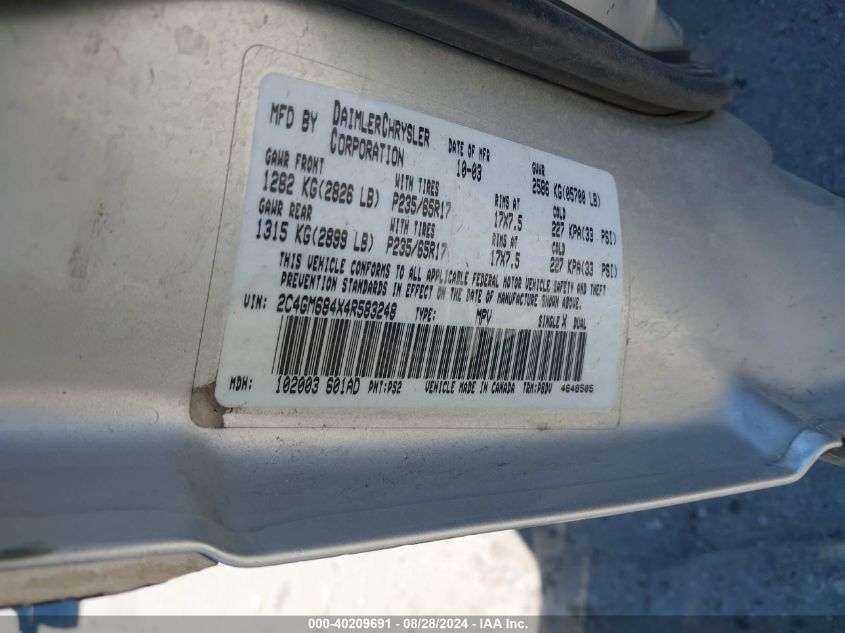 MFD BY DAIMLERCHRYSLER CORPORATION DATE OF MFR 10-03 GVWR 2586 KG(05700 LB)
GAWR FRONT WITH TIRES RIMS AT COLD
1282 KG(2826 LB) P235/65R17 17X7.5 227 KPA(33 PSI)
GAWR REAR WITH TIRES RIMS AT COLD
1315 KG(2899 LB) P235/65R17 17X7.5 227 KPA(33 PSI)
THIS VEHICLE CONFORMS TO ALL APPLICABLE FEDERAL MOTOR VEHICLE SAFETY AND THEFT
PREVENTION STANDARDS IN EFFECT ON THE DATE OF MANUFACTURE SHOWN ABOVE.
VIN: 2C4GM684X4R583248 TYPE: MPV SINGLE X DUAL
MDH: 102003 601AD PNT:PS2 VEHICLE MADE IN CANADA TRM:P8DV 4648505
000-40209691 - 08/28/2024 - IAA Inc.